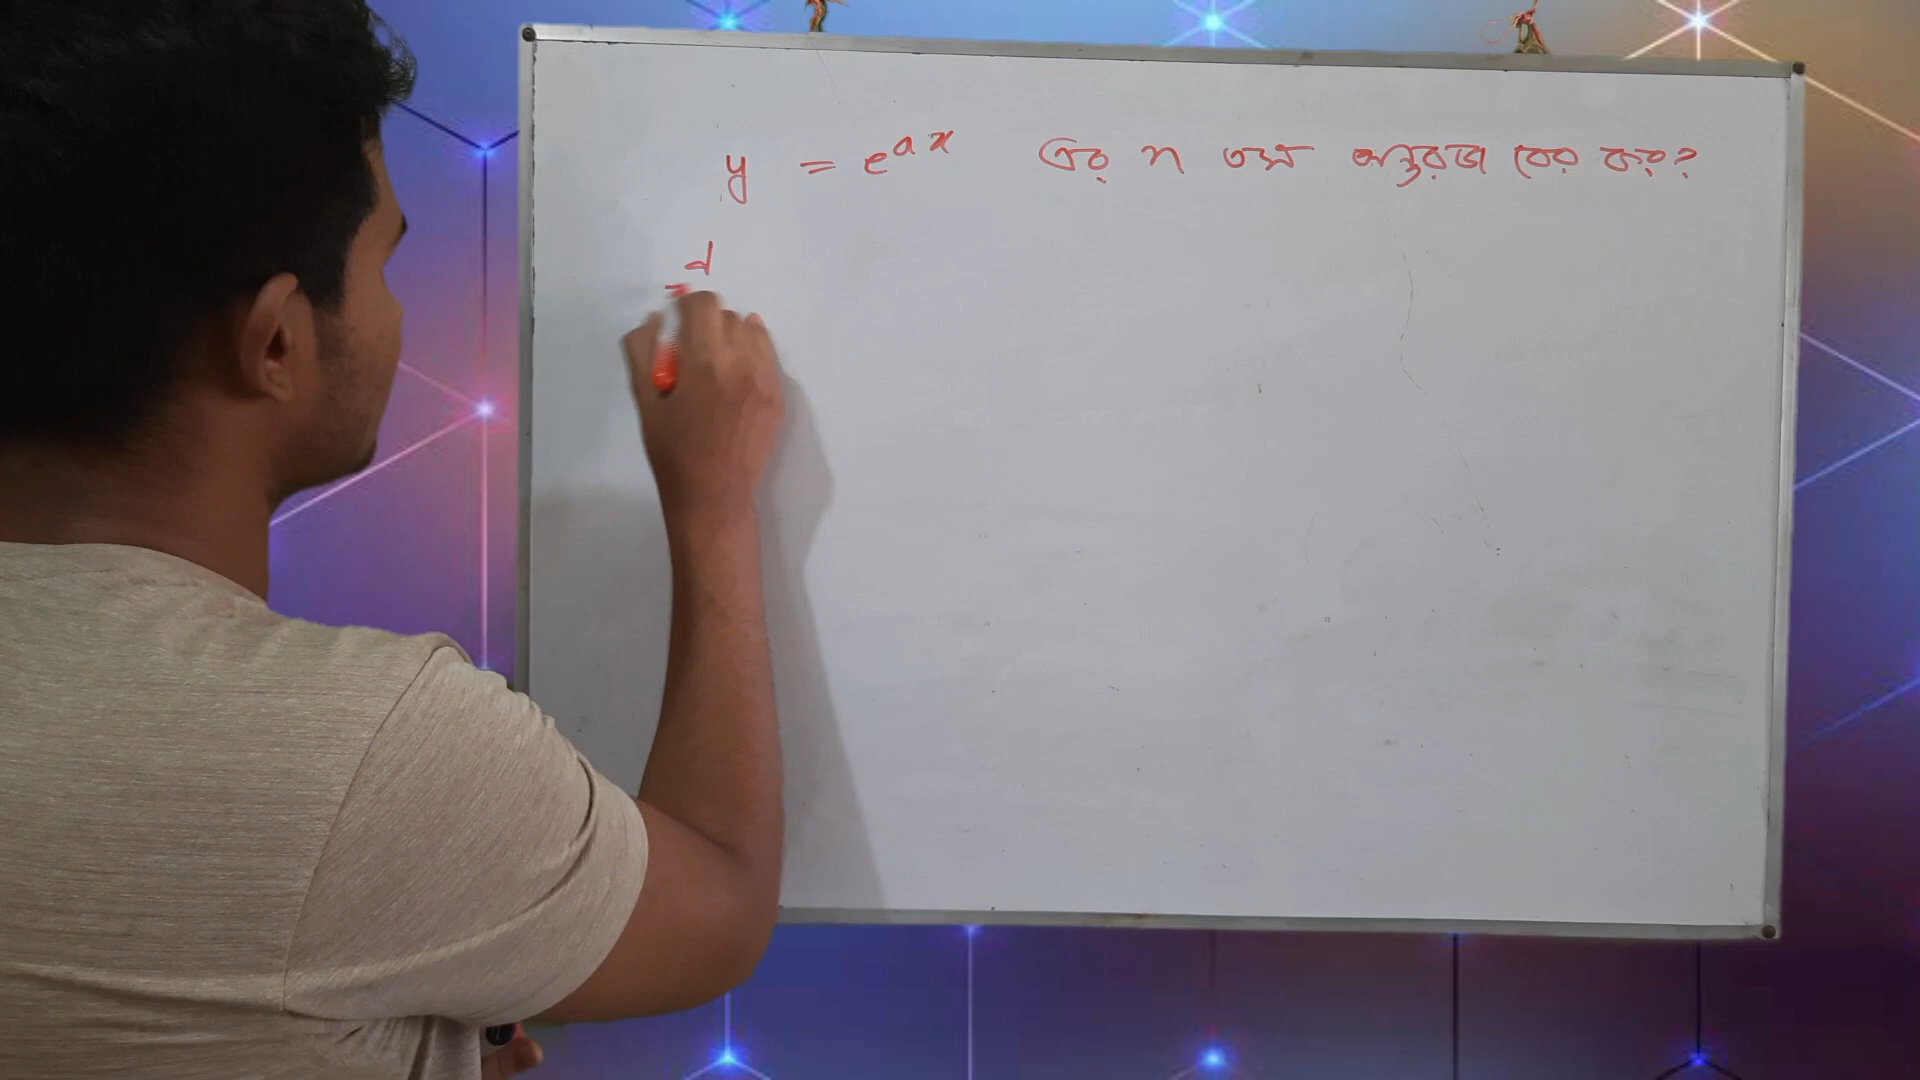 y = e^{ax} এর n তম অন্তরজ বের কর?
d